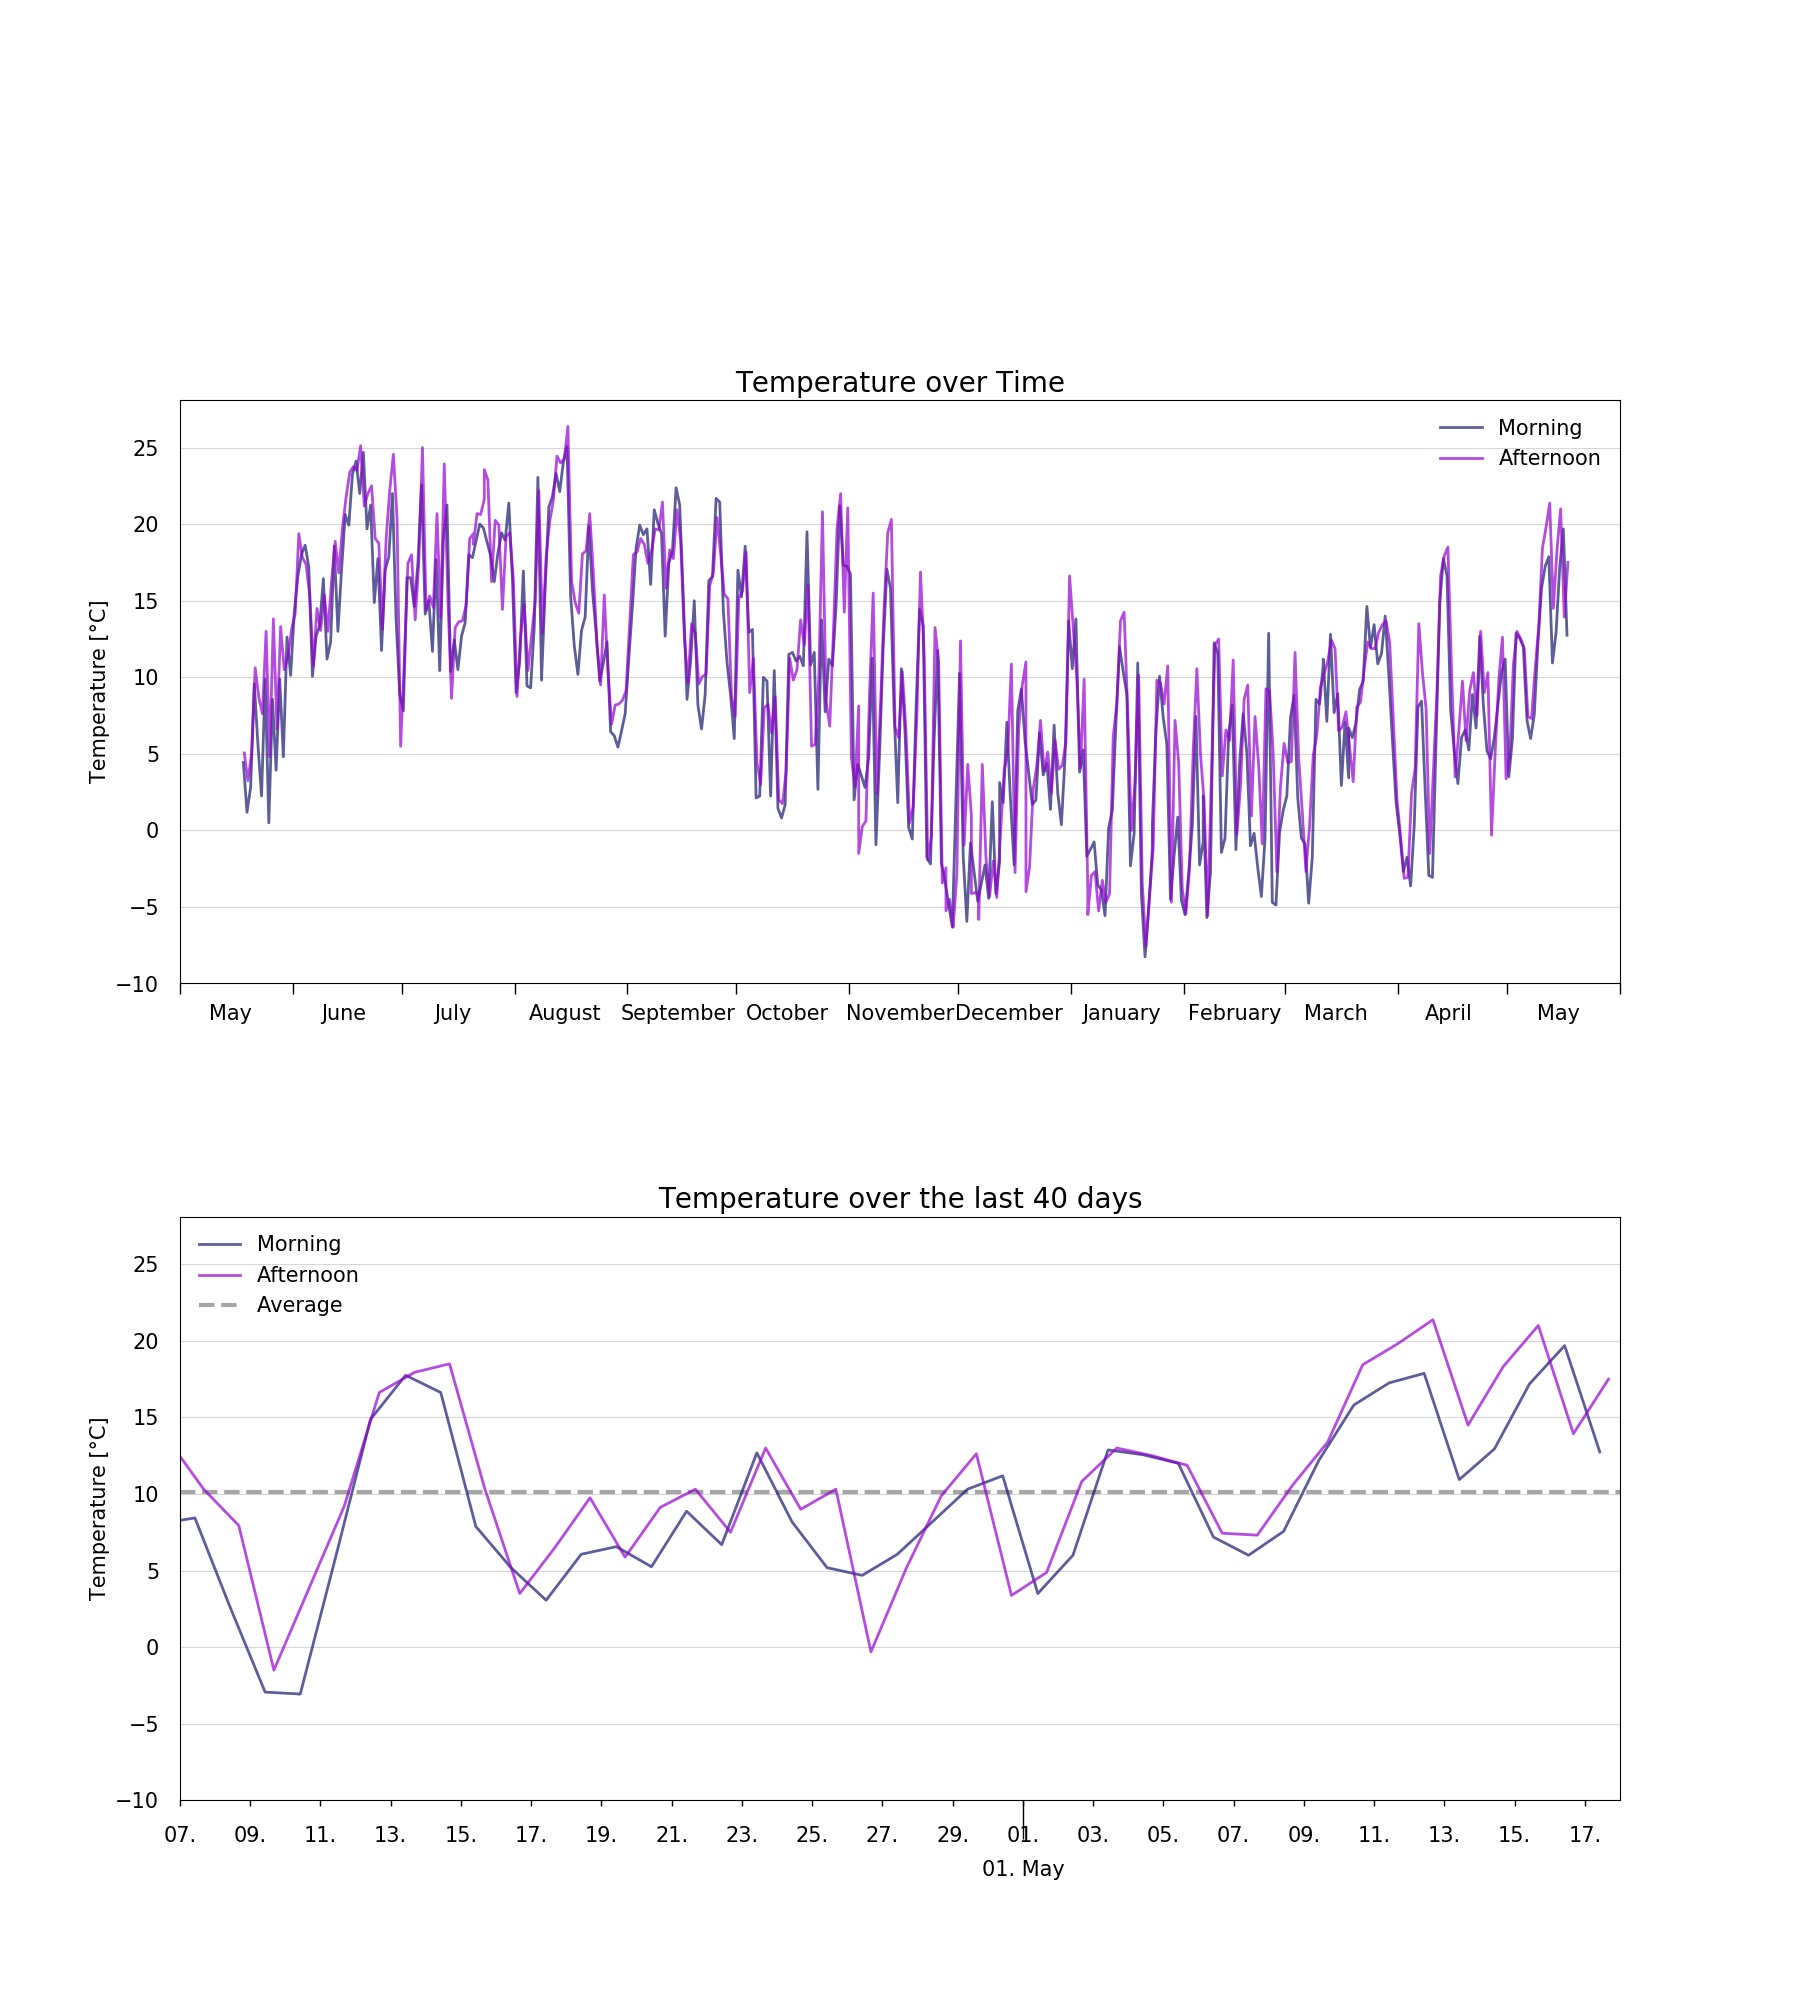 Temperature over Time
Morning
Afternoon
Temperature [°C]
25
20
15
10
5
0
−5
−10
May June July August September October November December January February March April May
Temperature over the last 40 days
Morning
Afternoon
Average
Temperature [°C]
25
20
15
10
5
0
−5
−10
07. 09. 11. 13. 15. 17. 19. 21. 23. 25. 27. 29. 01. 03. 05. 07. 09. 11. 13. 15. 17.
01. May